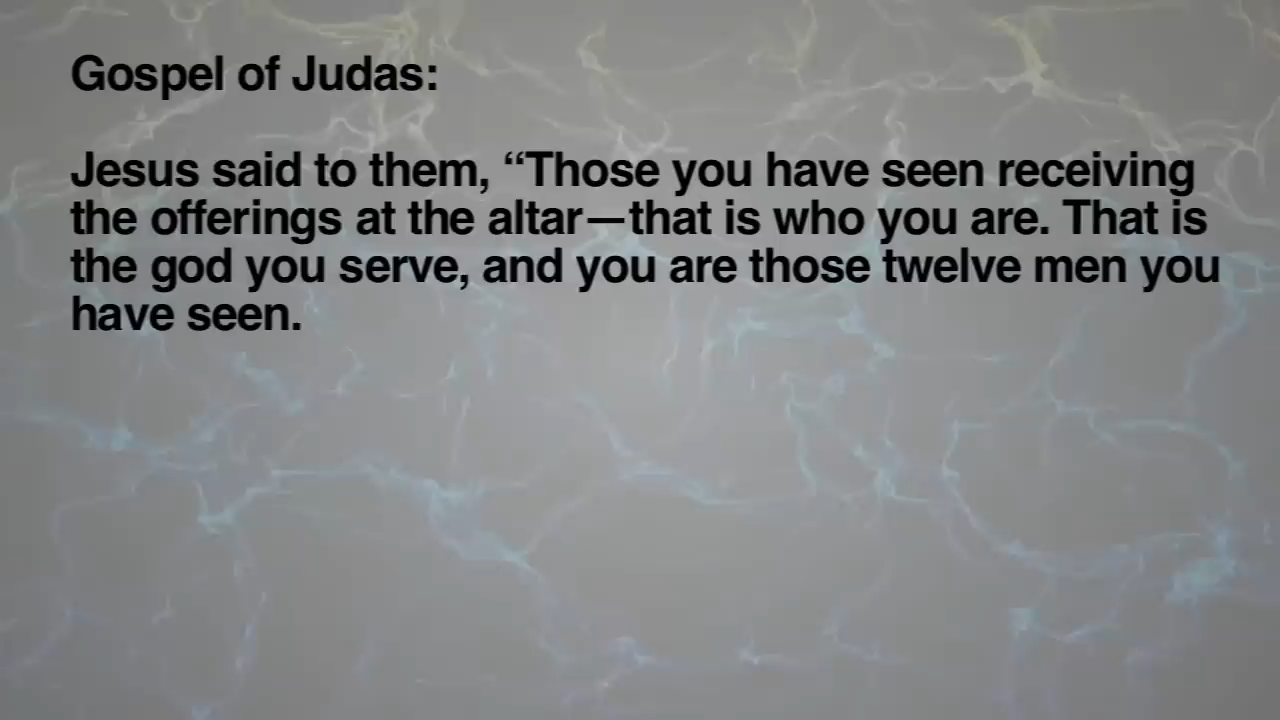 Gospel of Judas:
Jesus said to them, “Those you have seen receiving
the offerings at the altar—that is who you are. That is
the god you serve, and you are those twelve men you
have seen.